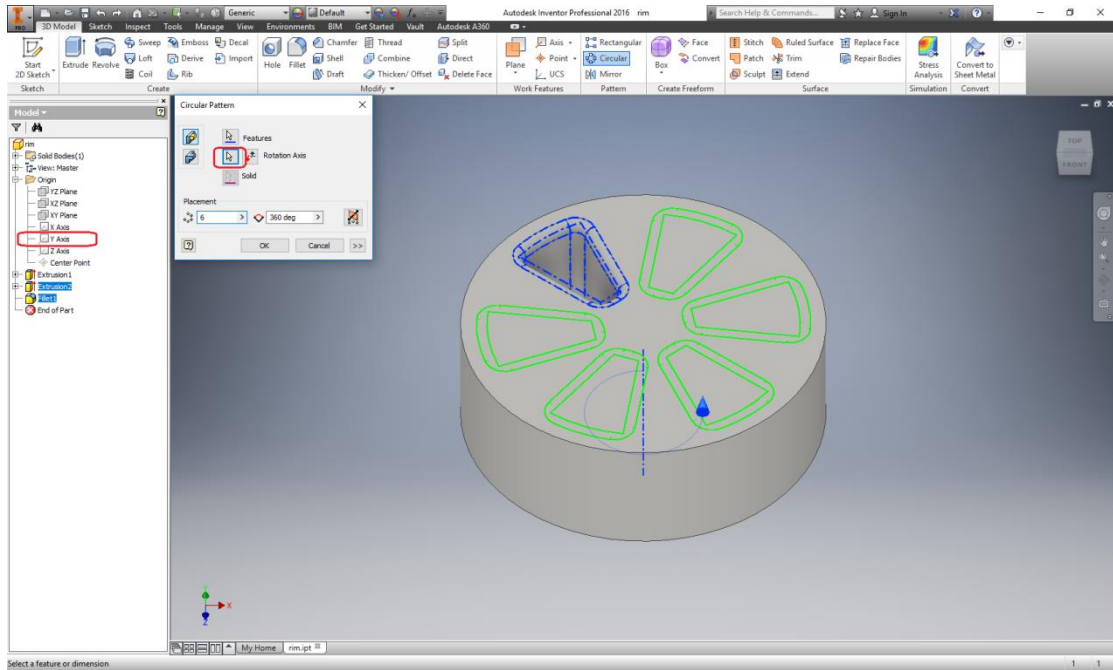 Generic
Default
Autodesk Inventor Professional 2016 rim
Search Help & Commands...
Sign In
PRO
3D Model Sketch Inspect Tools Manage View Environments BIM Get Started Vault Autodesk A360
Start
2D Sketch
Extrude Revolve
Sweep Emboss Decal
Loft Derive Import
Coil Rib
Hole Fillet
Chamfer Thread Split
Shell Combine Direct
Draft Thicken/ Offset Delete Face
Plane
Axis
Point
UCS
Rectangular
Circular
Mirror
Box
Face
Convert
Stitch Ruled Surface Replace Face
Patch Trim Repair Bodies
Sculpt Extend
Stress
Analysis
Convert to
Sheet Metal
Sketch Create Modify Work Features Pattern Create Freeform Surface Simulation Convert
Model
rim
Solid Bodies(1)
View: Master
Origin
YZ Plane
XZ Plane
XY Plane
X Axis
Y Axis
Z Axis
Center Point
Extrusion1
Extrusion2
Fillet1
End of Part
Circular Pattern
Features
Rotation Axis
Solid
Placement
6 > 360 deg >
OK Cancel >>
TOP
FRONT
Y
X
Z
My Home rim.ipt
Select a feature or dimension 1 1